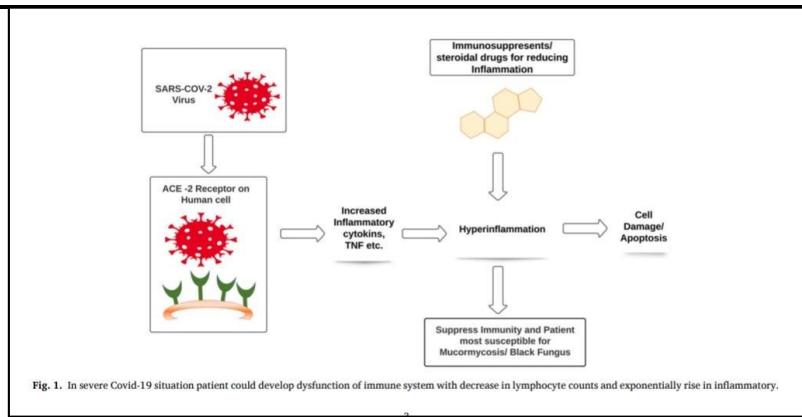 SARS-COV-2
Virus
Immunosuppresents/
steroidal drugs for reducing
Inflammation
ACE -2 Receptor on
Human cell
Increased
Inflammatory
cytokins,
TNF etc.
Hyperinflammation
Cell
Damage/
Apoptosis
Suppress Immunity and Patient
most susceptible for
Mucormycosis/ Black Fungus
Fig. 1. In severe Covid-19 situation patient could develop dysfunction of immune system with decrease in lymphocyte counts and exponentially rise in inflammatory.